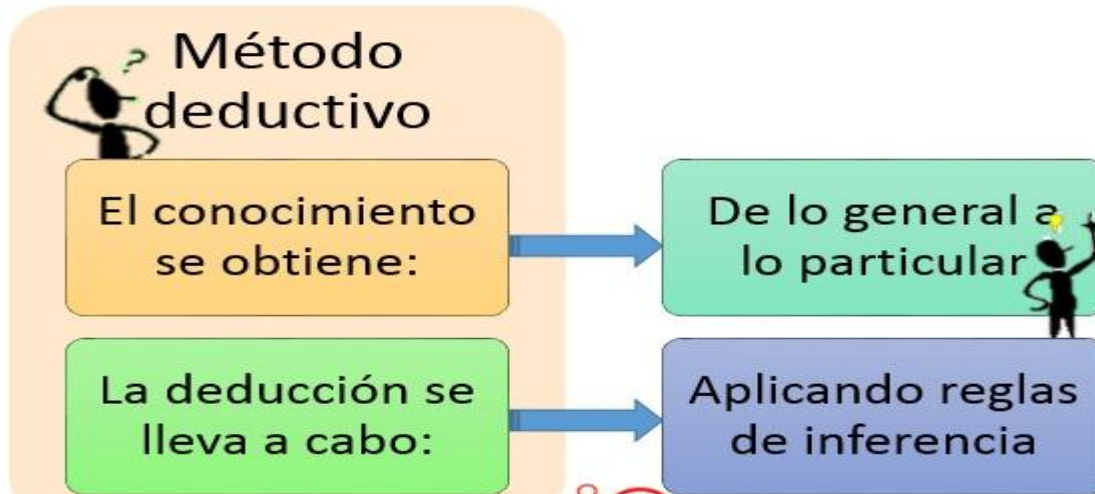 ?
Método
deductivo
El conocimiento
se obtiene:
De lo general a
lo particular
La deducción se
lleva a cabo:
Aplicando reglas
de inferencia